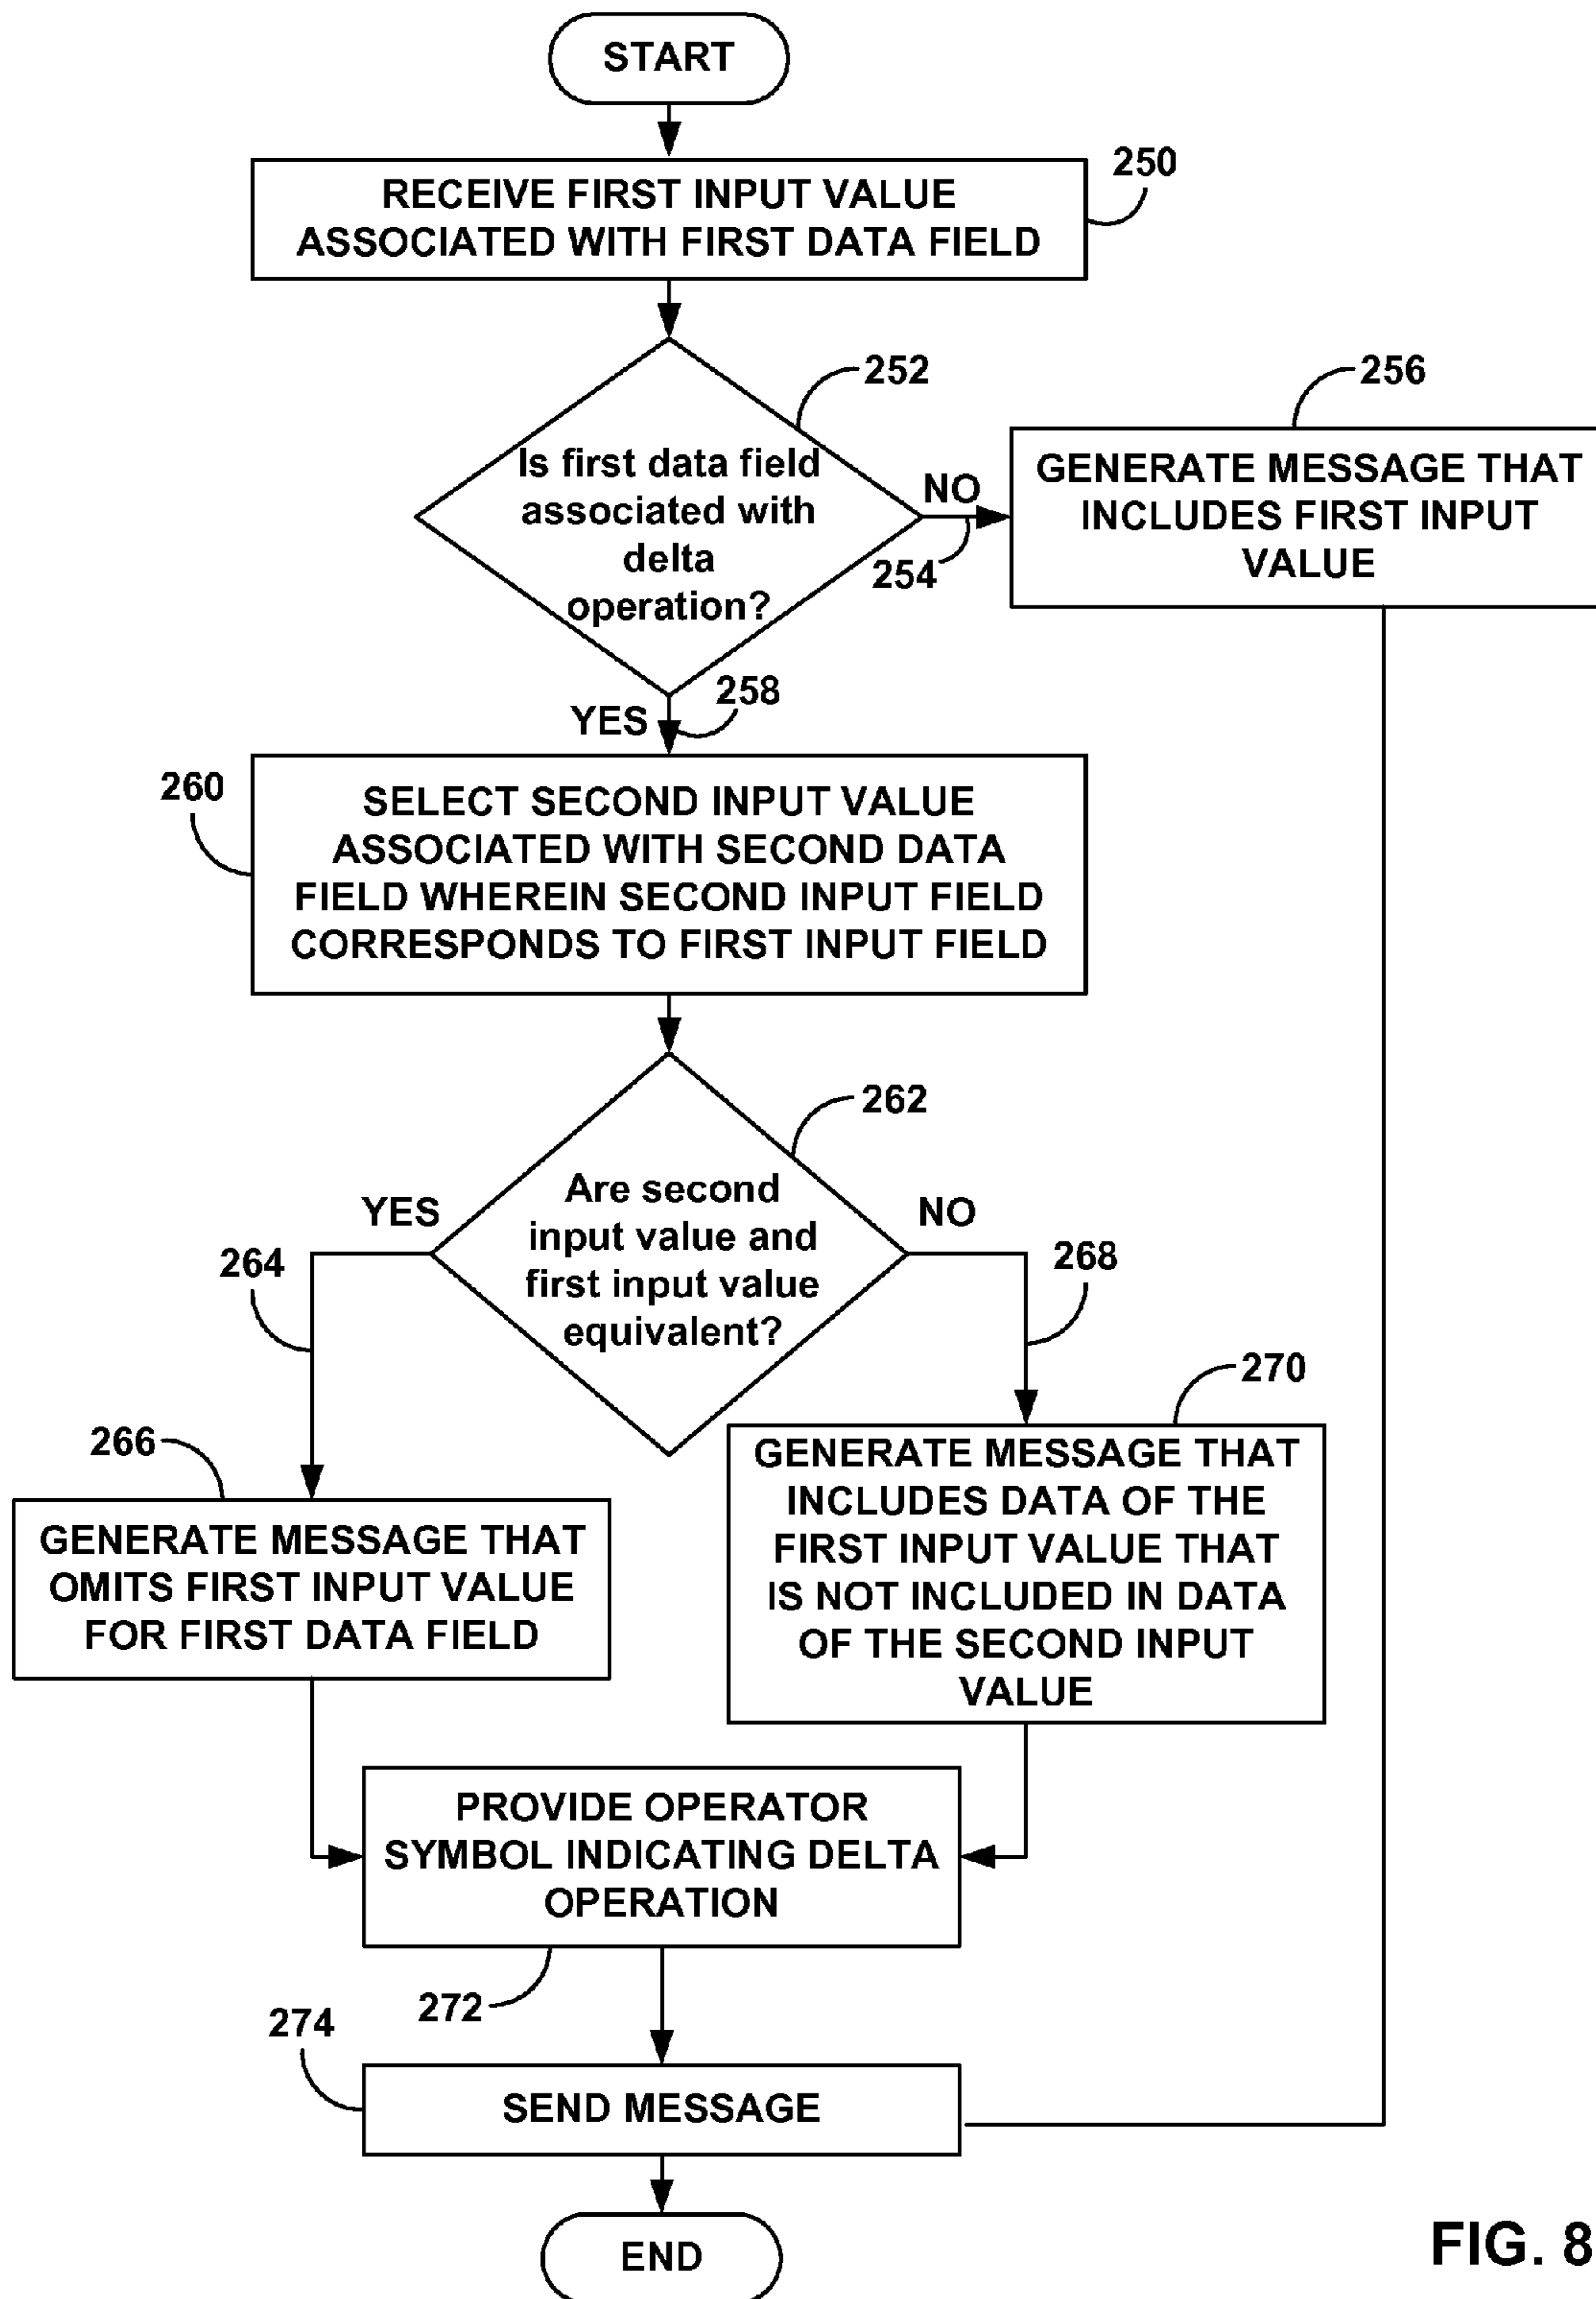 START
250
RECEIVE FIRST INPUT VALUE
ASSOCIATED WITH FIRST DATA FIELD
252
Is first data field
associated with
delta
operation?
NO
254
256
GENERATE MESSAGE THAT
INCLUDES FIRST INPUT
VALUE
YES
258
260
SELECT SECOND INPUT VALUE
ASSOCIATED WITH SECOND DATA
FIELD WHEREIN SECOND INPUT FIELD
CORRESPONDS TO FIRST INPUT FIELD
262
Are second
input value and
first input value
equivalent?
YES
264
NO
268
266
GENERATE MESSAGE THAT
OMITS FIRST INPUT VALUE
FOR FIRST DATA FIELD
270
GENERATE MESSAGE THAT
INCLUDES DATA OF THE
FIRST INPUT VALUE THAT
IS NOT INCLUDED IN DATA
OF THE SECOND INPUT
VALUE
PROVIDE OPERATOR
SYMBOL INDICATING DELTA
OPERATION
272
274
SEND MESSAGE
END
FIG. 8